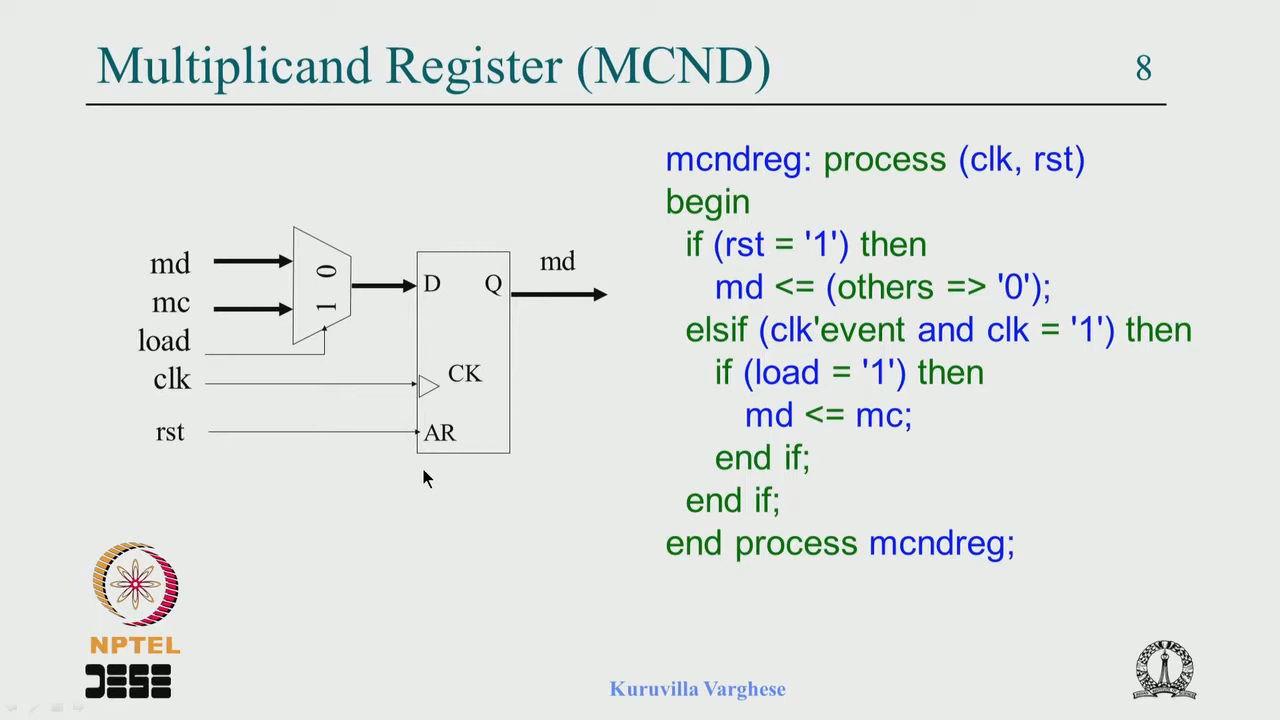 Multiplicand Register (MCND)
8
md
mc
load
clk
rst
0
1
D
Q
CK
AR
md
mcndreg: process (clk, rst)
begin
if (rst = '1') then
md <= (others => '0');
elsif (clk'event and clk = '1') then
if (load = '1') then
md <= mc;
end if;
end if;
end process mcndreg;
NPTEL
DESE
Kuruvilla Varghese